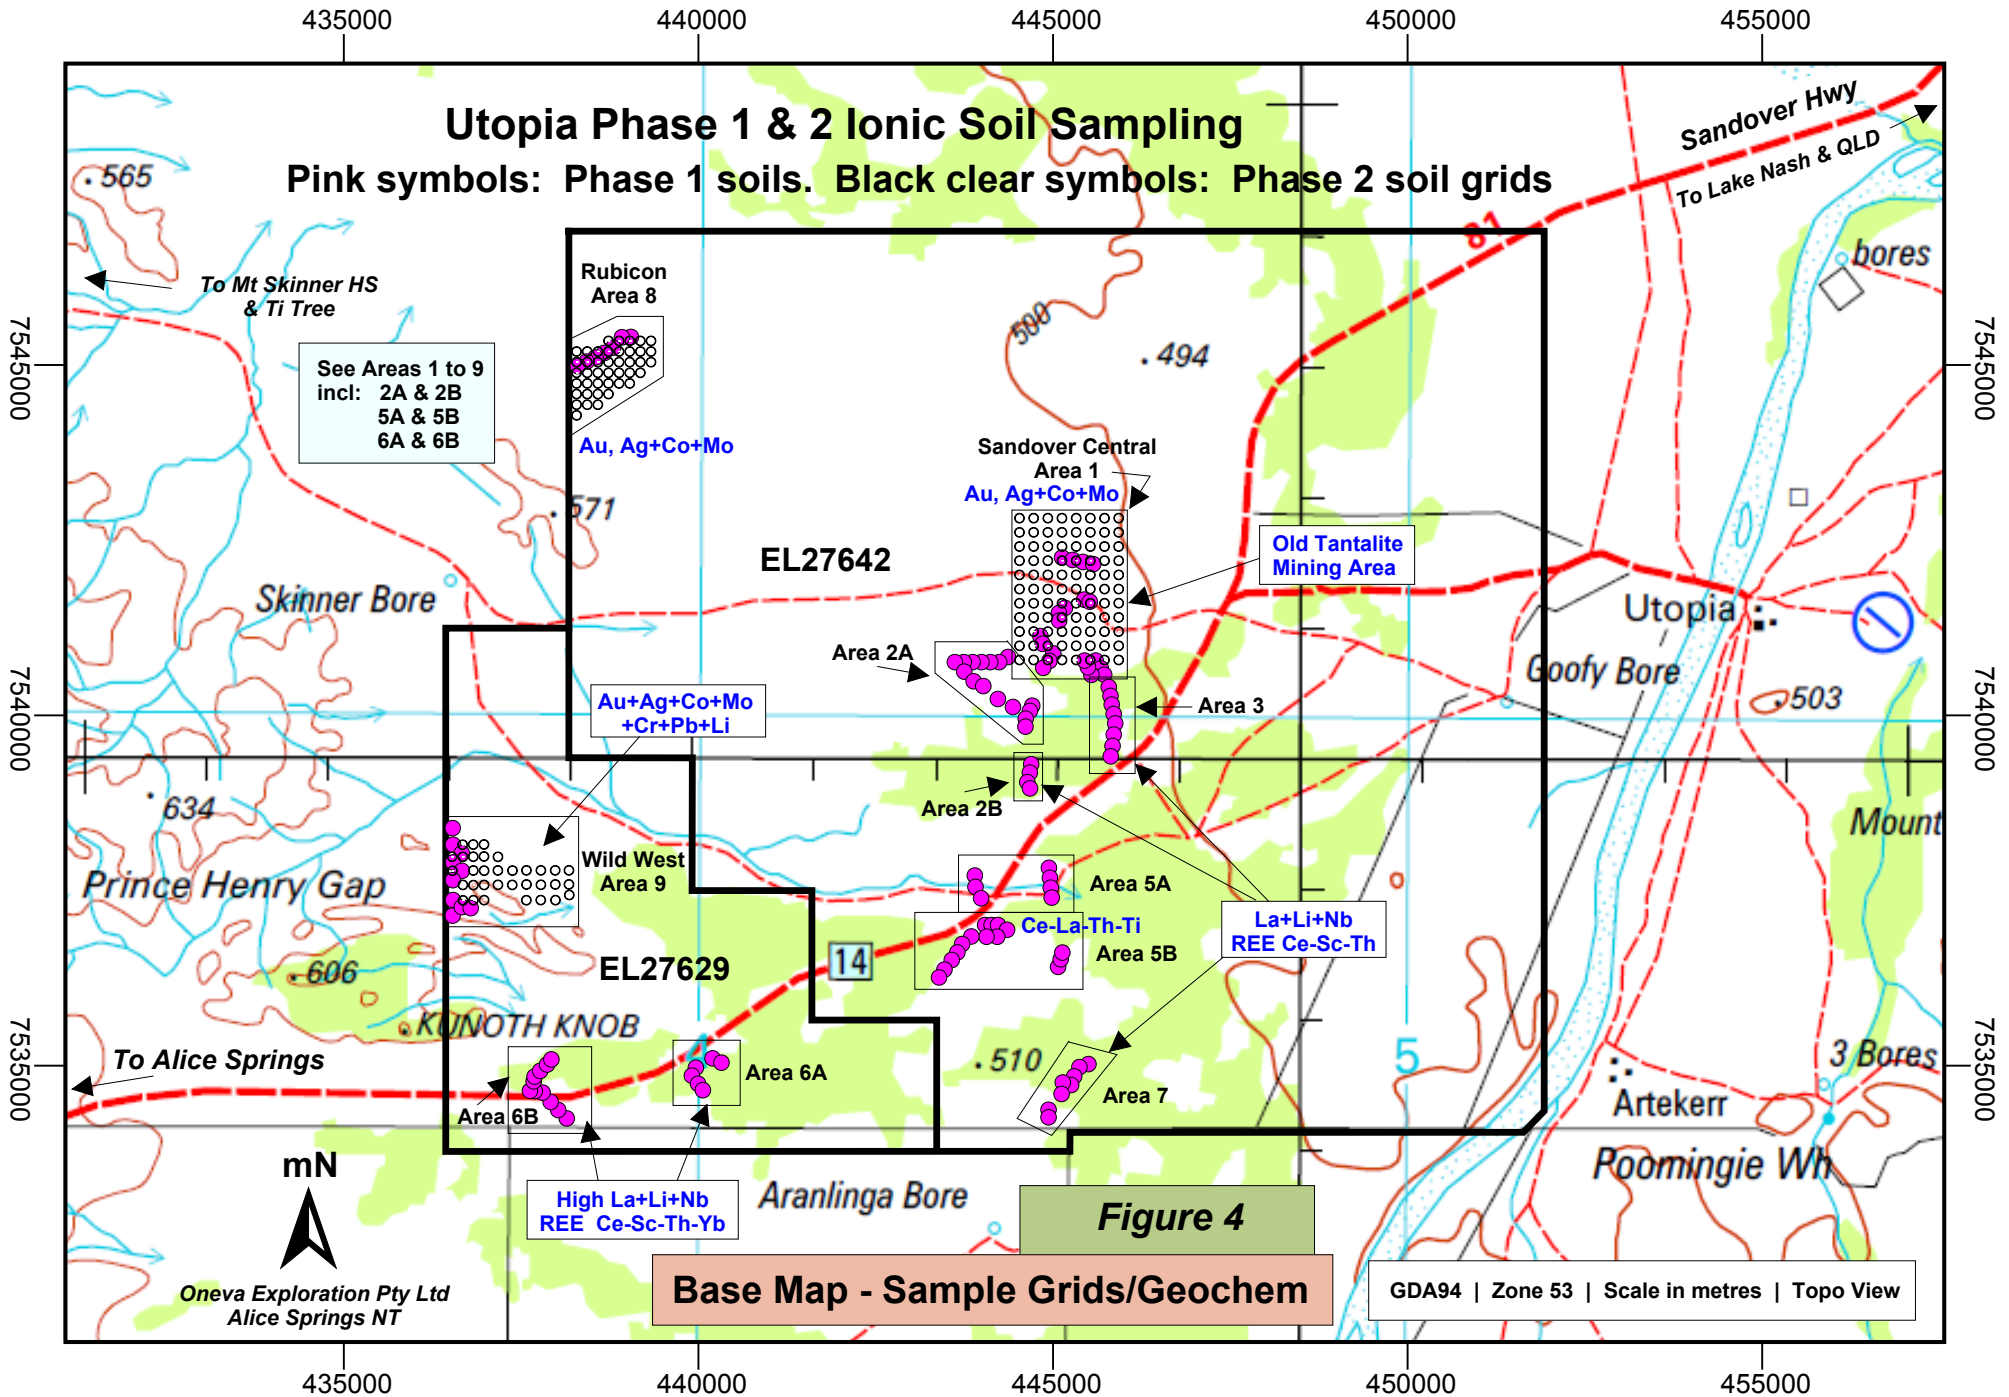 435000
440000
445000
450000
455000
Utopia Phase 1 & 2 Ionic Soil Sampling
Pink symbols: Phase 1 soils. Black clear symbols: Phase 2 soil grids
Sandover Hwy
To Lake Nash & QLD
81
565
bores
To Mt Skinner HS
& Ti Tree
Rubicon
Area 8
500
494
7545000
7545000
See Areas 1 to 9
incl: 2A & 2B
5A & 5B
6A & 6B
Au, Ag+Co+Mo
Sandover Central
Area 1
Au, Ag+Co+Mo
571
EL27642
Old Tantalite
Mining Area
Skinner Bore
Utopia
Area 2A
Goofy Bore
Au+Ag+Co+Mo
+Cr+Pb+Li
Area 3
503
7540000
7540000
634
Area 2B
Mount
Prince Henry Gap
Wild West
Area 9
Area 5A
Ce-La-Th-Ti
La+Li+Nb
REE Ce-Sc-Th
606
EL27629
14
Area 5B
KUNOTH KNOB
To Alice Springs
510
5
3 Bores
7535000
7535000
Area 6A
Area 6B
Area 7
Artekerr
mN
Poomingie Wh
High La+Li+Nb
REE Ce-Sc-Th-Yb
Aranlinga Bore
Figure 4
Base Map - Sample Grids/Geochem
GDA94 | Zone 53 | Scale in metres | Topo View
Oneva Exploration Pty Ltd
Alice Springs NT
435000
440000
445000
450000
455000